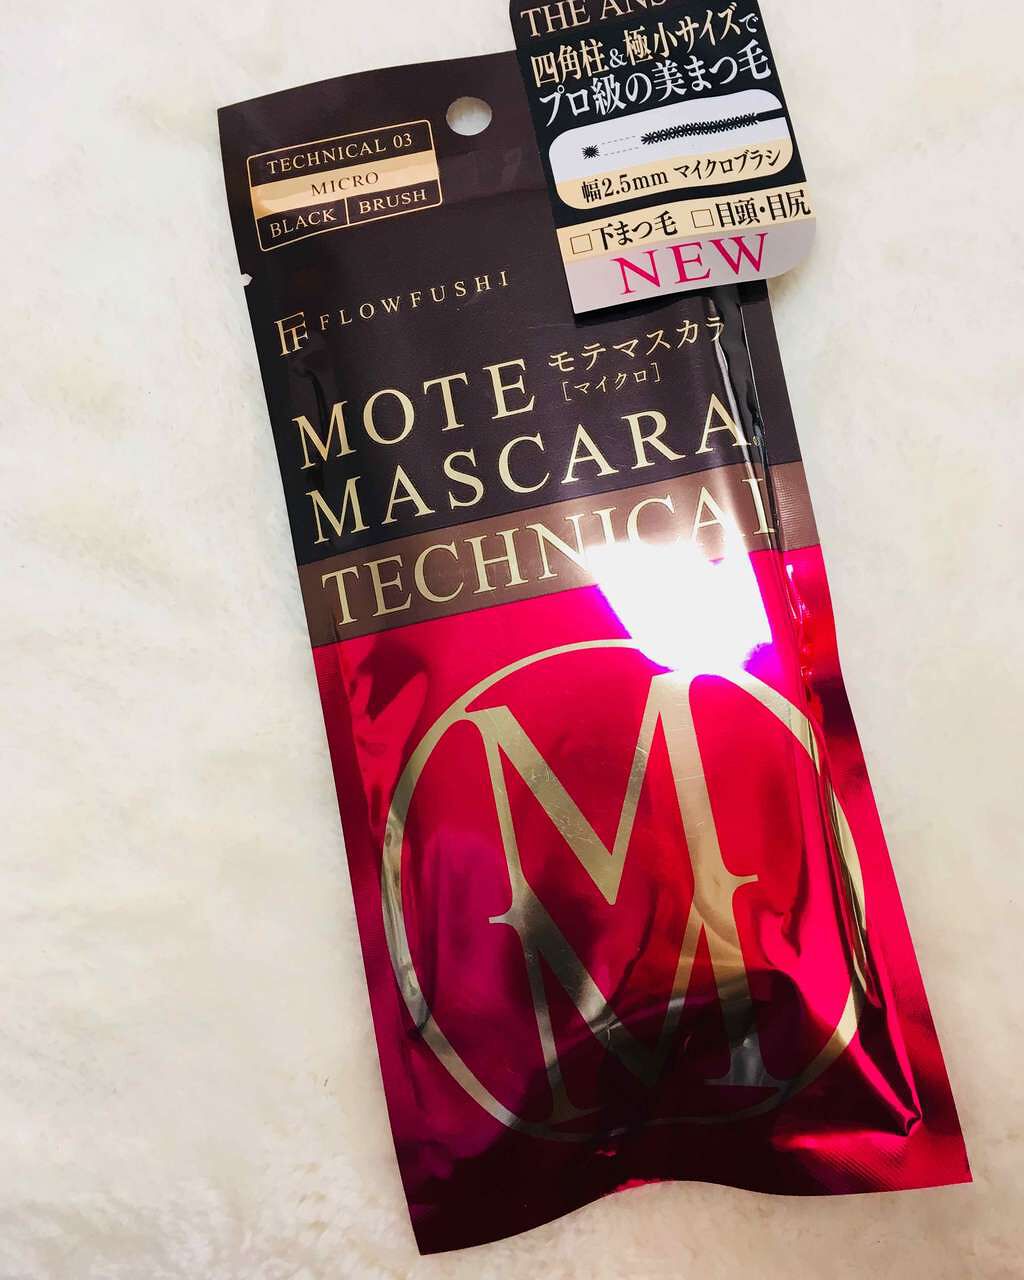 THE ANS
四角柱&極小サイズで
プロ級の美まつ毛
幅2.5mm マイクロブラシ
□下まつ毛 □目頭・目尻
NEW
TECHNICAL 03
MICRO
BLACK | BRUSH
FF FLOWFUSHI
MOTE モテマスカラ
[マイクロ]
MASCARA
TECHNICAL
M
M